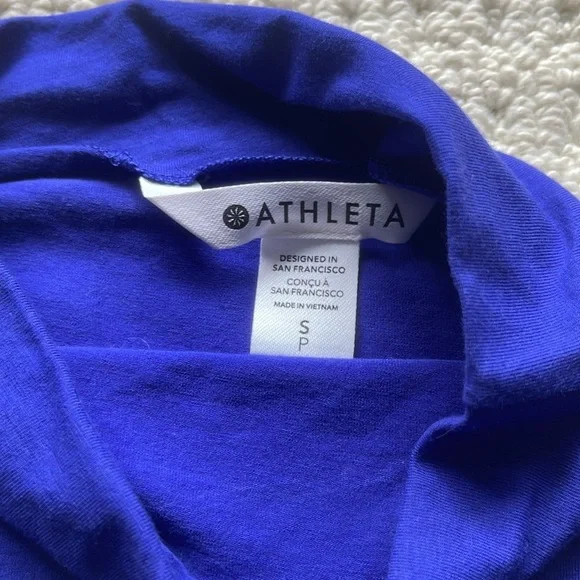 ATHLETA
DESIGNED IN
SAN FRANCISCO
CONÇU À
SAN FRANCISCO
MADE IN VIETNAM
S
P